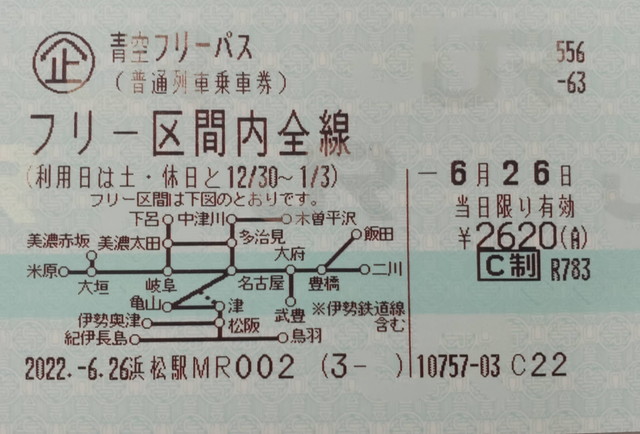 企 青空フリーパス 556
(普通列車乗車券) -63
フリー区間内全線
(利用日は土・休日と12/30~1/3)
フリー区間は下図のとおりです。
-6月26日
当日限り有効
¥2620(A)
C制 R783
下呂 中津川 木曽平沢
美濃赤坂 美濃太田 多治見 飯田
大府
米原 二川
大垣 岐阜 名古屋 豊橋
亀山 津 武豊 ※伊勢鉄道線
含む
伊勢奥津 松阪
紀伊長島 鳥羽
2022.-6.26浜松駅MR002 (3- ) 10757-03 C22